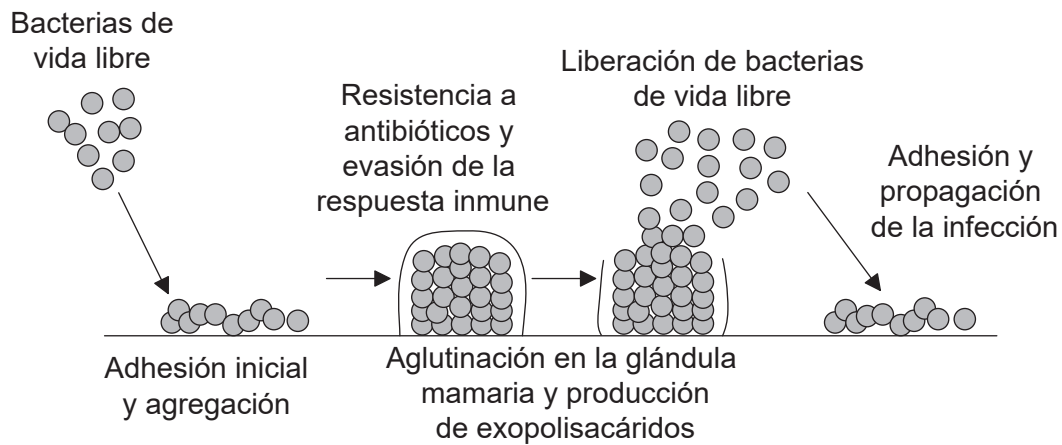 Bacterias de
vida libre
Resistencia a
antibióticos y
evasión de la
respuesta inmune
Liberación de bacterias
de vida libre
Adhesión y
propagación
de la infección
Adhesión inicial
y agregación
Aglutinación en la glándula
mamaria y producción
de exopolisacáridos